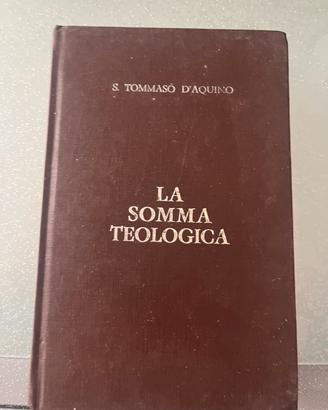 S. TOMMASO D'AQUINO
LA
SOMMA
TEOLOGICA